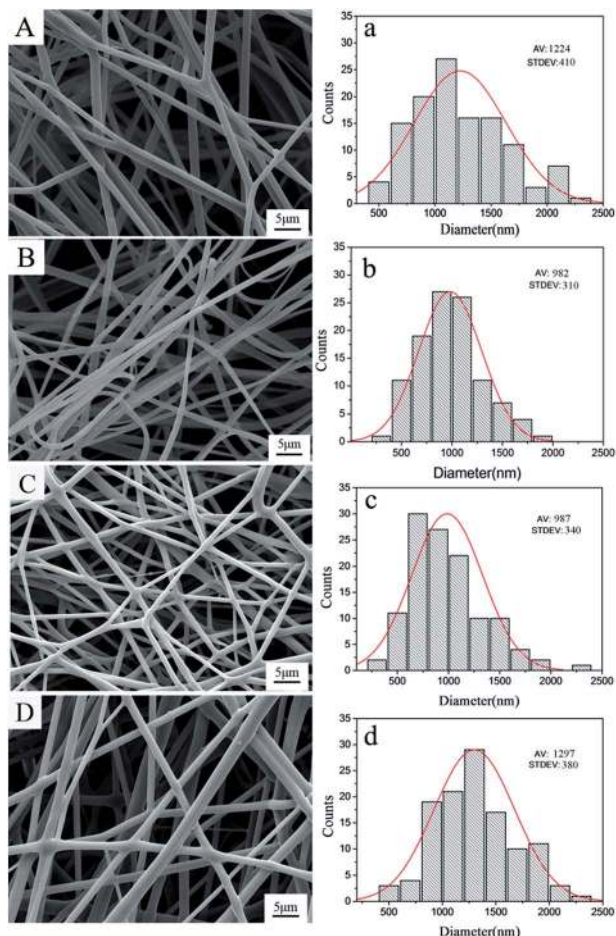 A
5μm
a
AV: 1224
STDEV: 410
Counts
35
30
25
20
15
10
5
0
500 1000 1500 2000 2500
Diameter(nm)
B
5μm
b
AV: 982
STDEV: 310
Counts
35
30
25
20
15
10
5
0
500 1000 1500 2000 2500
Diameter(nm)
C
5μm
c
AV: 987
STDEV: 340
Counts
35
30
25
20
15
10
5
0
500 1000 1500 2000 2500
Diameter(nm)
D
5μm
d
AV: 1297
STDEV: 380
Counts
35
30
25
20
15
10
5
0
500 1000 1500 2000 2500
Diameter(nm)